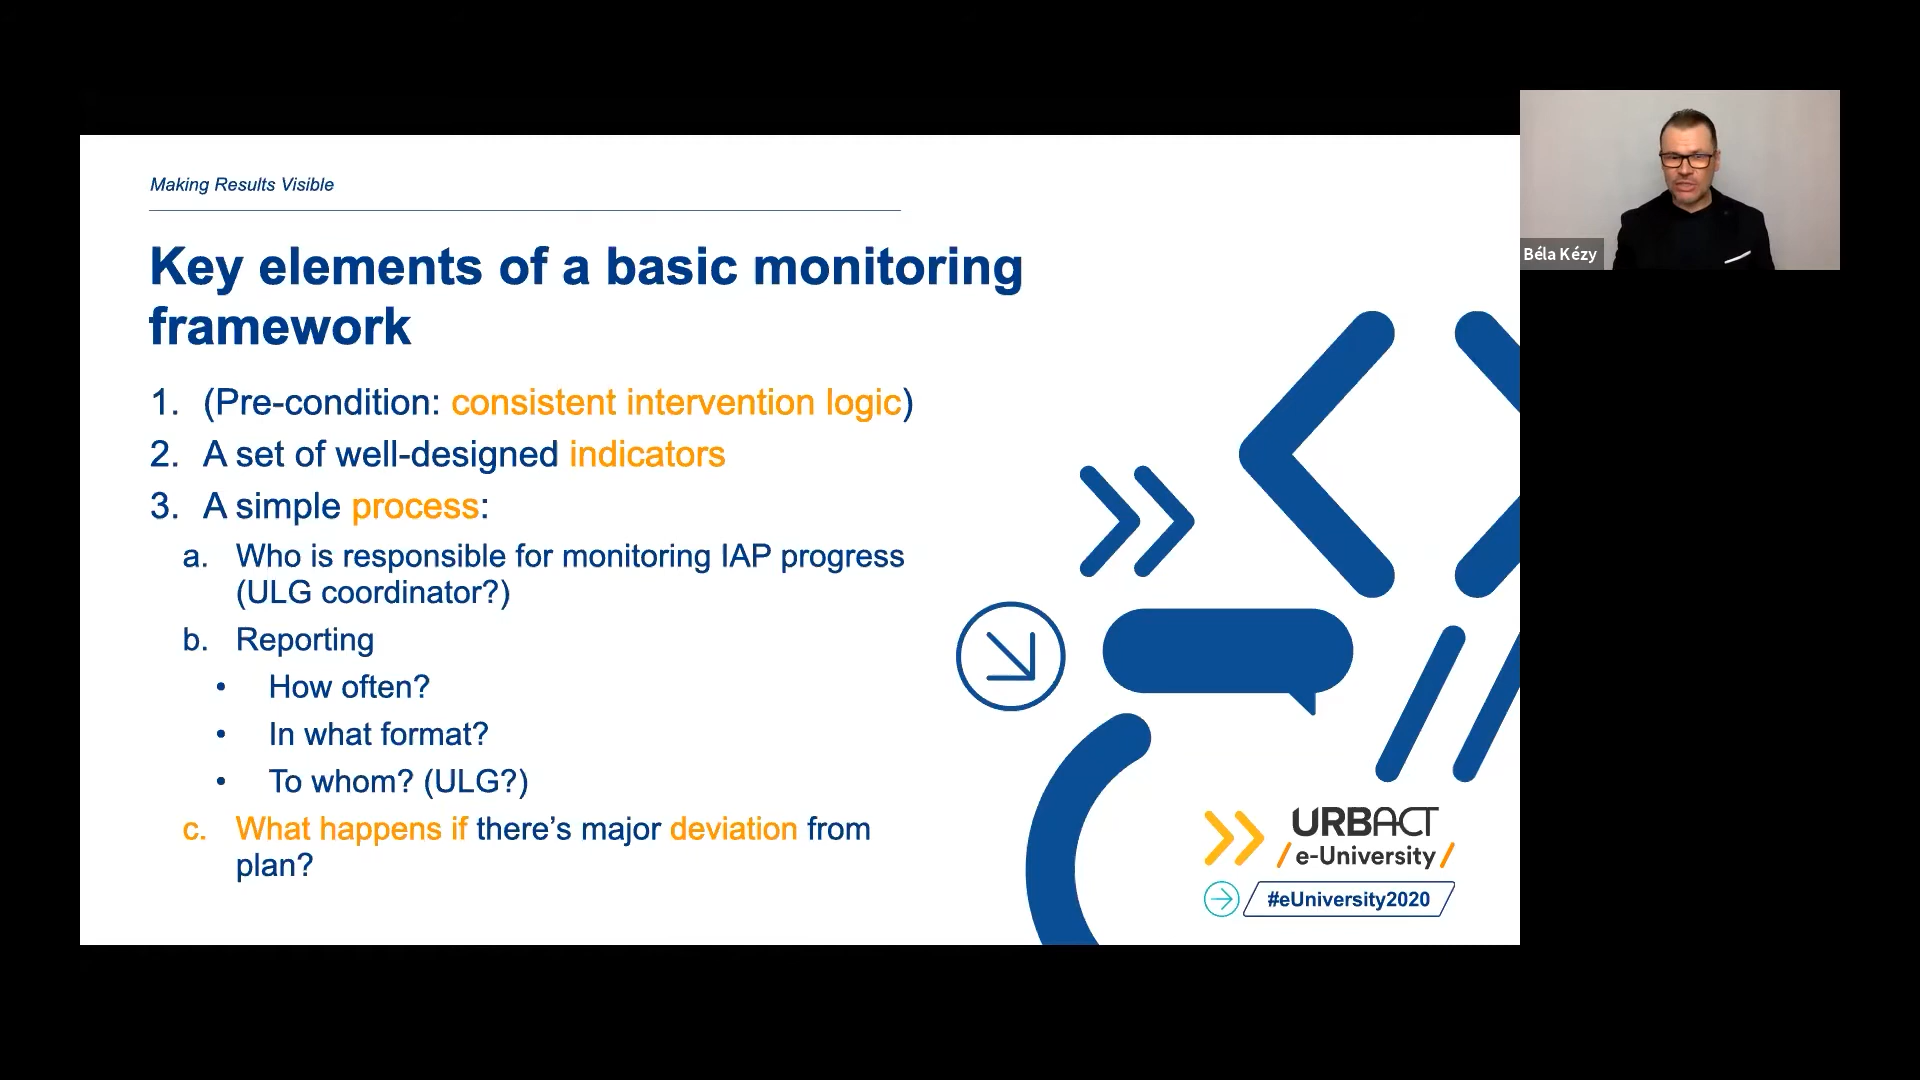 Making Results Visible
Key elements of a basic monitoring
framework
1. (Pre-condition: consistent intervention logic)
2. A set of well-designed indicators
3. A simple process:
a. Who is responsible for monitoring IAP progress
(ULG coordinator?)
b. Reporting
• How often?
• In what format?
• To whom? (ULG?)
c. What happens if there’s major deviation from
plan?
URBACT
/ e-University /
#eUniversity2020
Béla Kézy